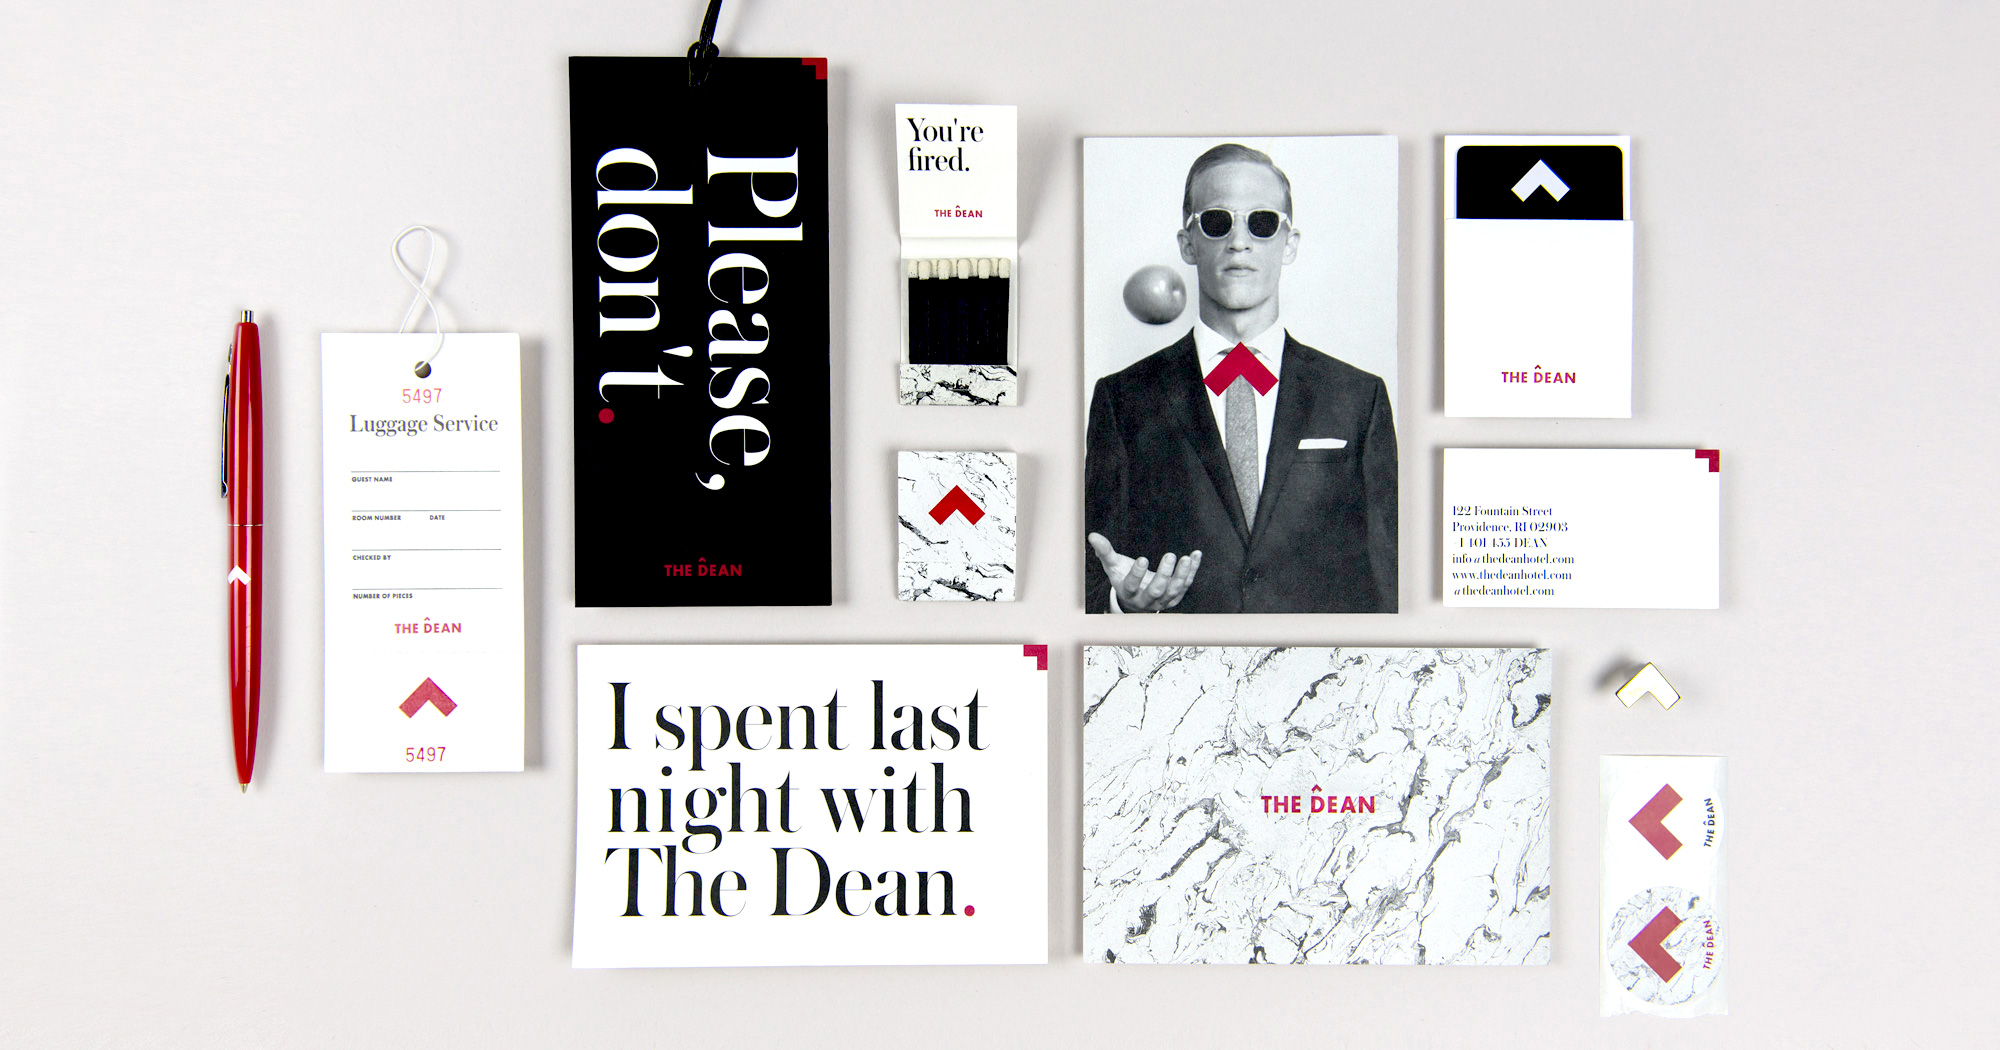 5497
Luggage Service
GUEST NAME
ROOM NUMBER DATE
CHECKED BY
NUMBER OF PIECES
THE DEAN
5497
Please,
don't.
THE DEAN
You're
fired.
THE DEAN
THE DEAN
122 Fountain Street
Providence, RI 02903
+1 401 455 DEAN
info@thedeanhotel.com
www.thedeanhotel.com
@thedeanhotel.com
I spent last
night with
The Dean.
THE DEAN
THE DEAN
THE DEAN